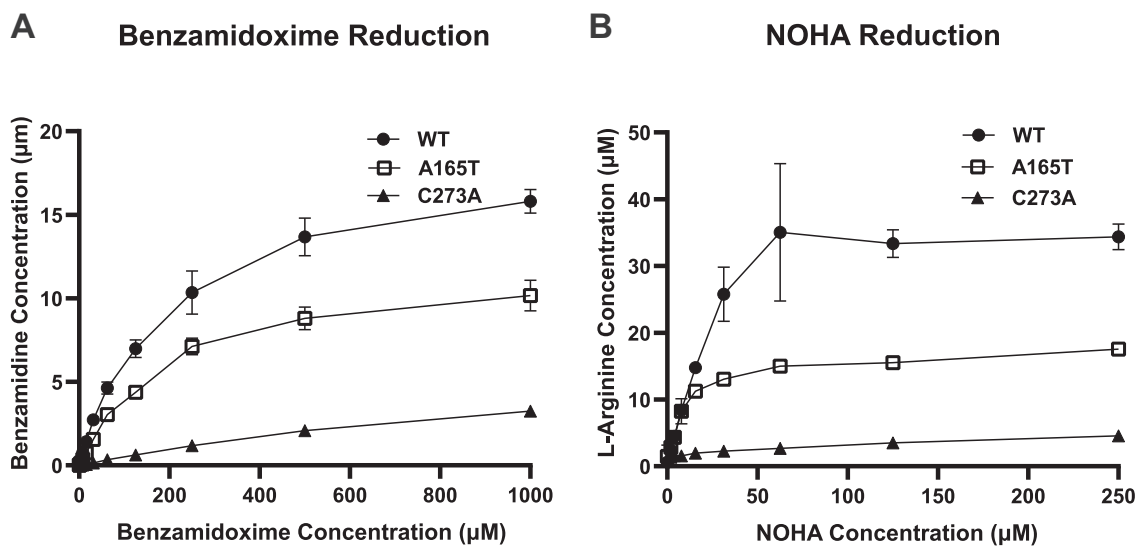 A
Benzamidoxime Reduction
Benzamidine Concentration (μm)
20
15
10
5
0
WT
A165T
C273A
0 200 400 600 800 1000
Benzamidoxime Concentration (μM)
B
NOHA Reduction
L-Arginine Concentration (μM)
50
40
30
20
10
0
WT
A165T
C273A
0 50 100 150 200 250
NOHA Concentration (μM)